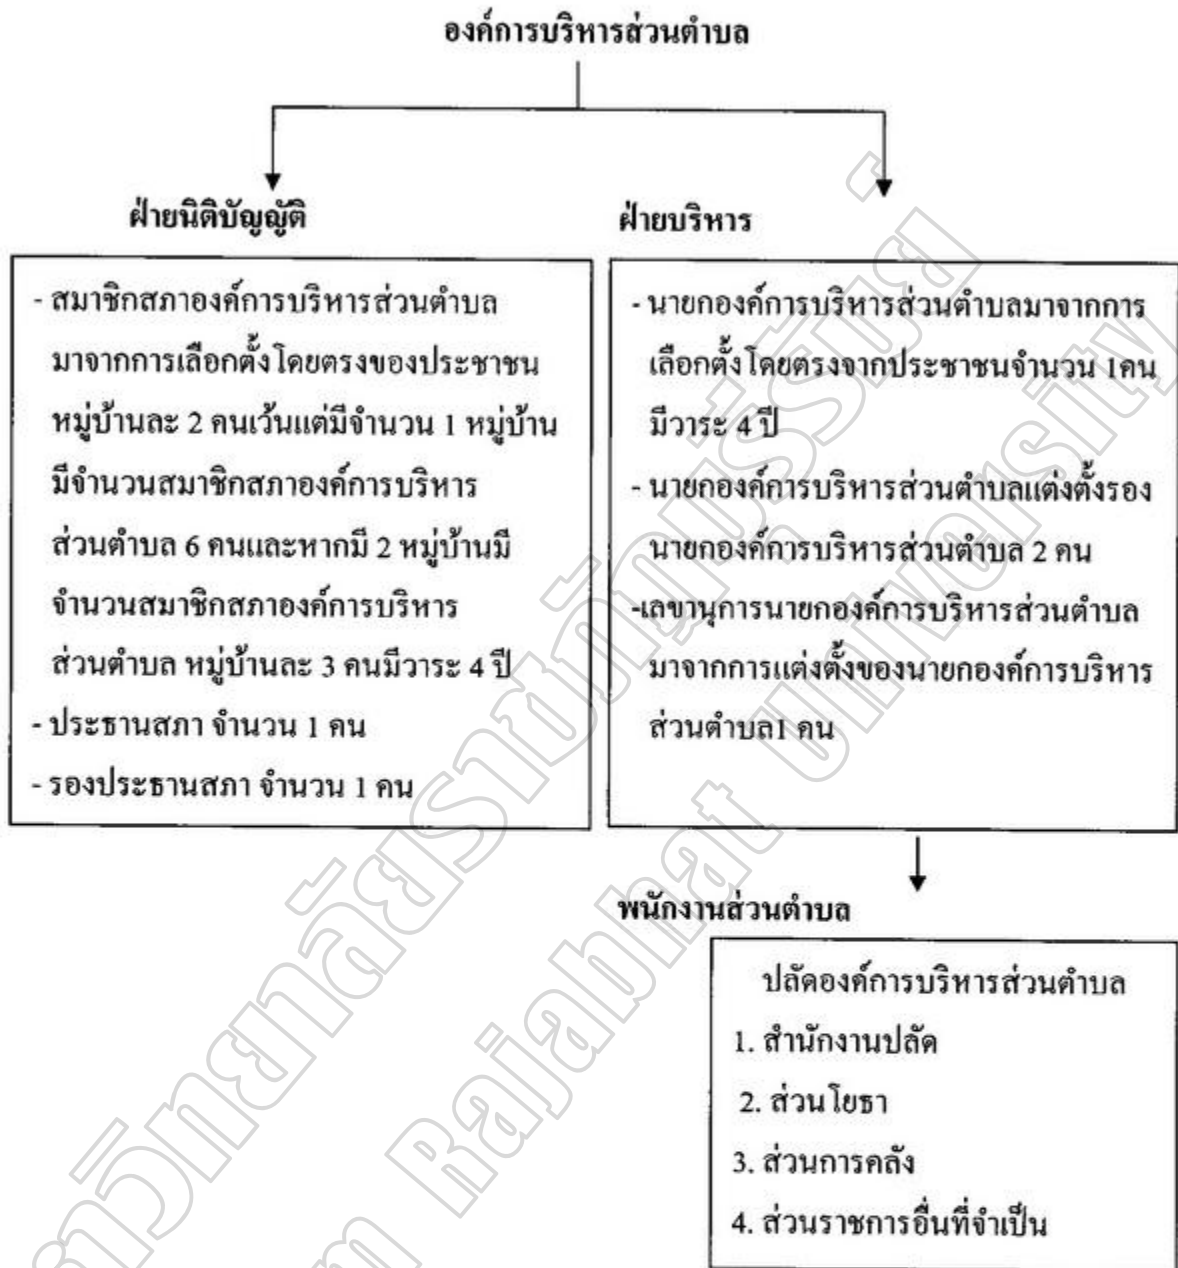 องค์การบริหารส่วนตำบล
ฝ่ายนิติบัญญัติ
- สมาชิกสภาองค์การบริหารส่วนตำบล
มาจากการเลือกตั้งโดยตรงของประชาชน
หมู่บ้านละ 2 คนเว้นแต่มีจำนวน 1 หมู่บ้าน
มีจำนวนสมาชิกสภาองค์การบริหาร
ส่วนตำบล 6 คนและหากมี 2 หมู่บ้านมี
จำนวนสมาชิกสภาองค์การบริหาร
ส่วนตำบล หมู่บ้านละ 3 คนมีวาระ 4 ปี
- ประธานสภา จำนวน 1 คน
- รองประธานสภา จำนวน 1 คน
ฝ่ายบริหาร
- นายกองค์การบริหารส่วนตำบลมาจากการ
เลือกตั้งโดยตรงจากประชาชนจำนวน 1คน
มีวาระ 4 ปี
- นายกองค์การบริหารส่วนตำบลแต่งตั้งรอง
นายกองค์การบริหารส่วนตำบล 2 คน
-เลขานุการนายกองค์การบริหารส่วนตำบล
มาจากการแต่งตั้งของนายกองค์การบริหาร
ส่วนตำบล1 คน
พนักงานส่วนตำบล
ปลัดองค์การบริหารส่วนตำบล
1. สำนักงานปลัด
2. ส่วนโยธา
3. ส่วนการคลัง
4. ส่วนราชการอื่นที่จำเป็น
Rajabhat University